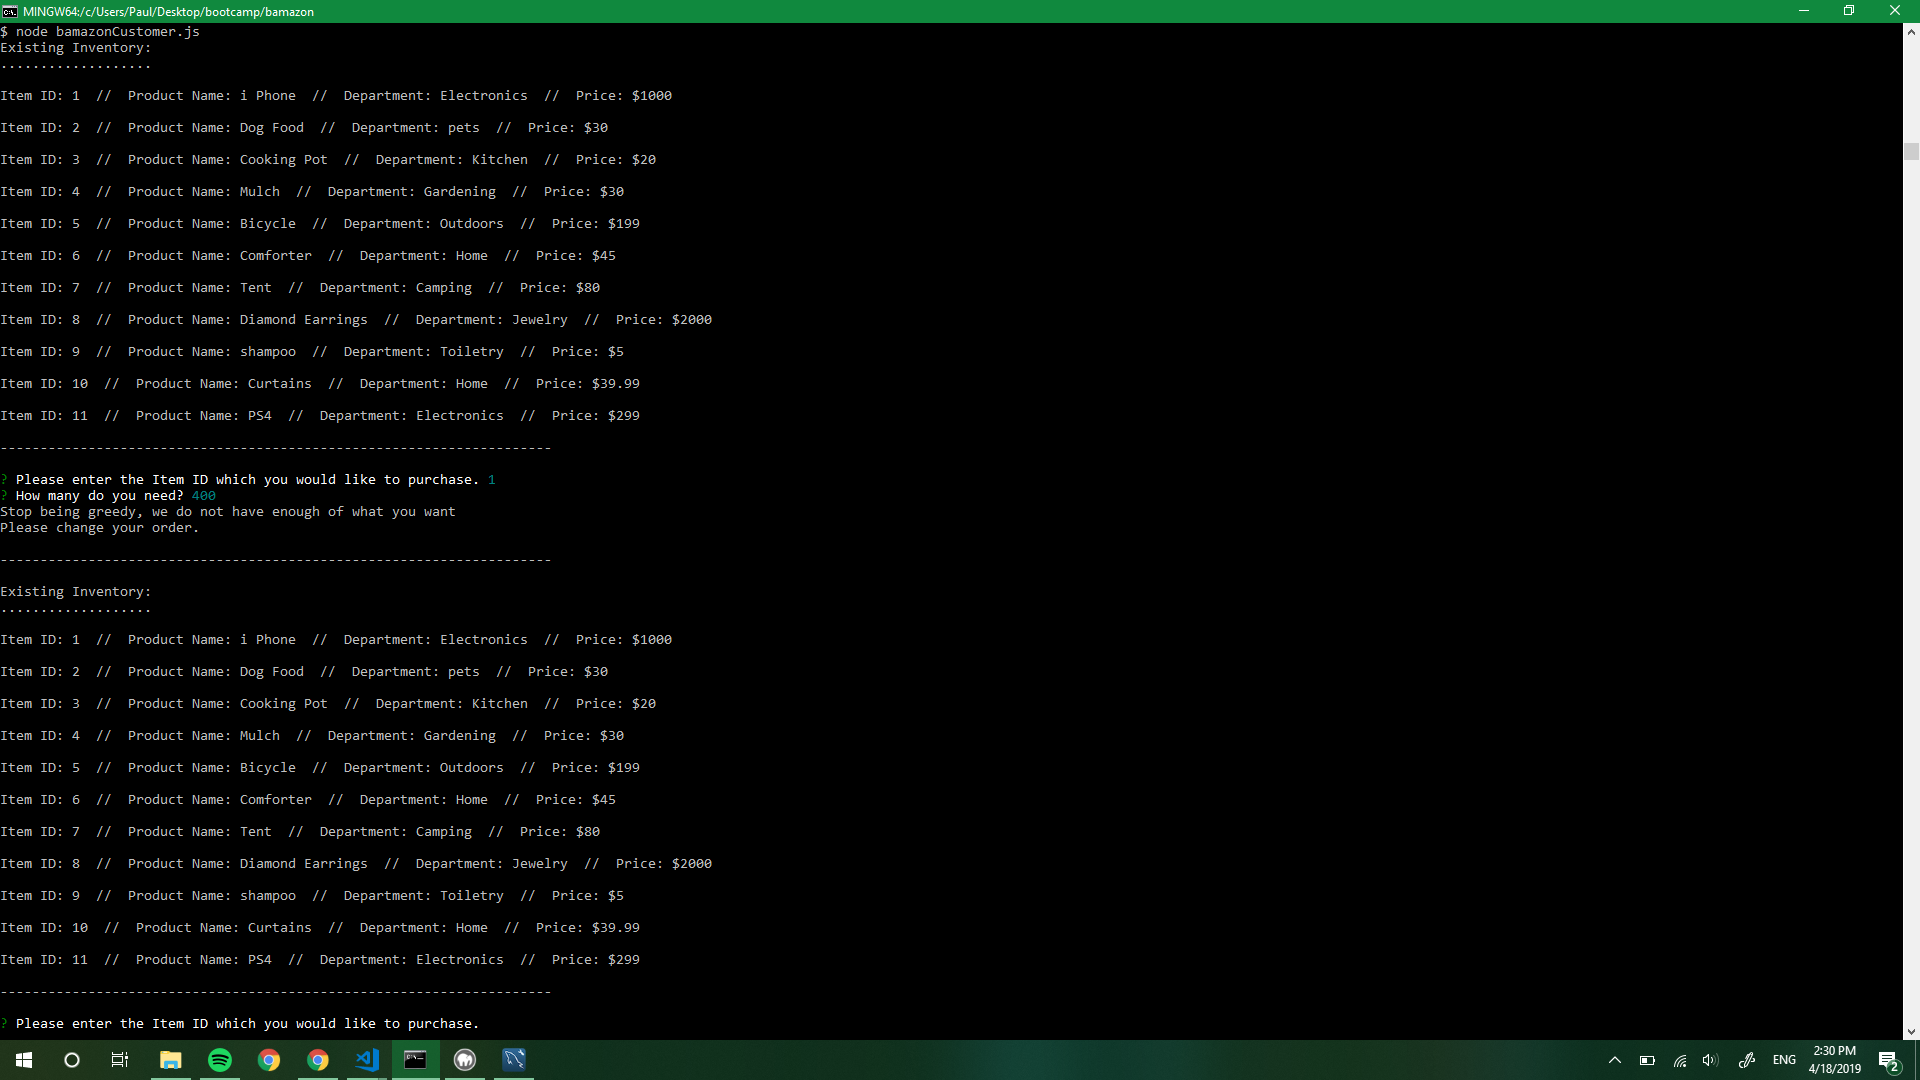 MINGW64:/c/Users/Paul/Desktop/bootcamp/bamazon
$ node bamazonCustomer.js
Existing Inventory:
...................
Item ID: 1  //  Product Name: i Phone  //  Department: Electronics  //  Price: $1000
Item ID: 2  //  Product Name: Dog Food  //  Department: pets  //  Price: $30
Item ID: 3  //  Product Name: Cooking Pot  //  Department: Kitchen  //  Price: $20
Item ID: 4  //  Product Name: Mulch  //  Department: Gardening  //  Price: $30
Item ID: 5  //  Product Name: Bicycle  //  Department: Outdoors  //  Price: $199
Item ID: 6  //  Product Name: Comforter  //  Department: Home  //  Price: $45
Item ID: 7  //  Product Name: Tent  //  Department: Camping  //  Price: $80
Item ID: 8  //  Product Name: Diamond Earrings  //  Department: Jewelry  //  Price: $2000
Item ID: 9  //  Product Name: shampoo  //  Department: Toiletry  //  Price: $5
Item ID: 10  //  Product Name: Curtains  //  Department: Home  //  Price: $39.99
Item ID: 11  //  Product Name: PS4  //  Department: Electronics  //  Price: $299
---------------------------------------------------------------------
? Please enter the Item ID which you would like to purchase. 1
? How many do you need? 400
Stop being greedy, we do not have enough of what you want
Please change your order.
---------------------------------------------------------------------
Existing Inventory:
...................
Item ID: 1  //  Product Name: i Phone  //  Department: Electronics  //  Price: $1000
Item ID: 2  //  Product Name: Dog Food  //  Department: pets  //  Price: $30
Item ID: 3  //  Product Name: Cooking Pot  //  Department: Kitchen  //  Price: $20
Item ID: 4  //  Product Name: Mulch  //  Department: Gardening  //  Price: $30
Item ID: 5  //  Product Name: Bicycle  //  Department: Outdoors  //  Price: $199
Item ID: 6  //  Product Name: Comforter  //  Department: Home  //  Price: $45
Item ID: 7  //  Product Name: Tent  //  Department: Camping  //  Price: $80
Item ID: 8  //  Product Name: Diamond Earrings  //  Department: Jewelry  //  Price: $2000
Item ID: 9  //  Product Name: shampoo  //  Department: Toiletry  //  Price: $5
Item ID: 10  //  Product Name: Curtains  //  Department: Home  //  Price: $39.99
Item ID: 11  //  Product Name: PS4  //  Department: Electronics  //  Price: $299
---------------------------------------------------------------------
? Please enter the Item ID which you would like to purchase.
ENG
2:30 PM
4/18/2019
2